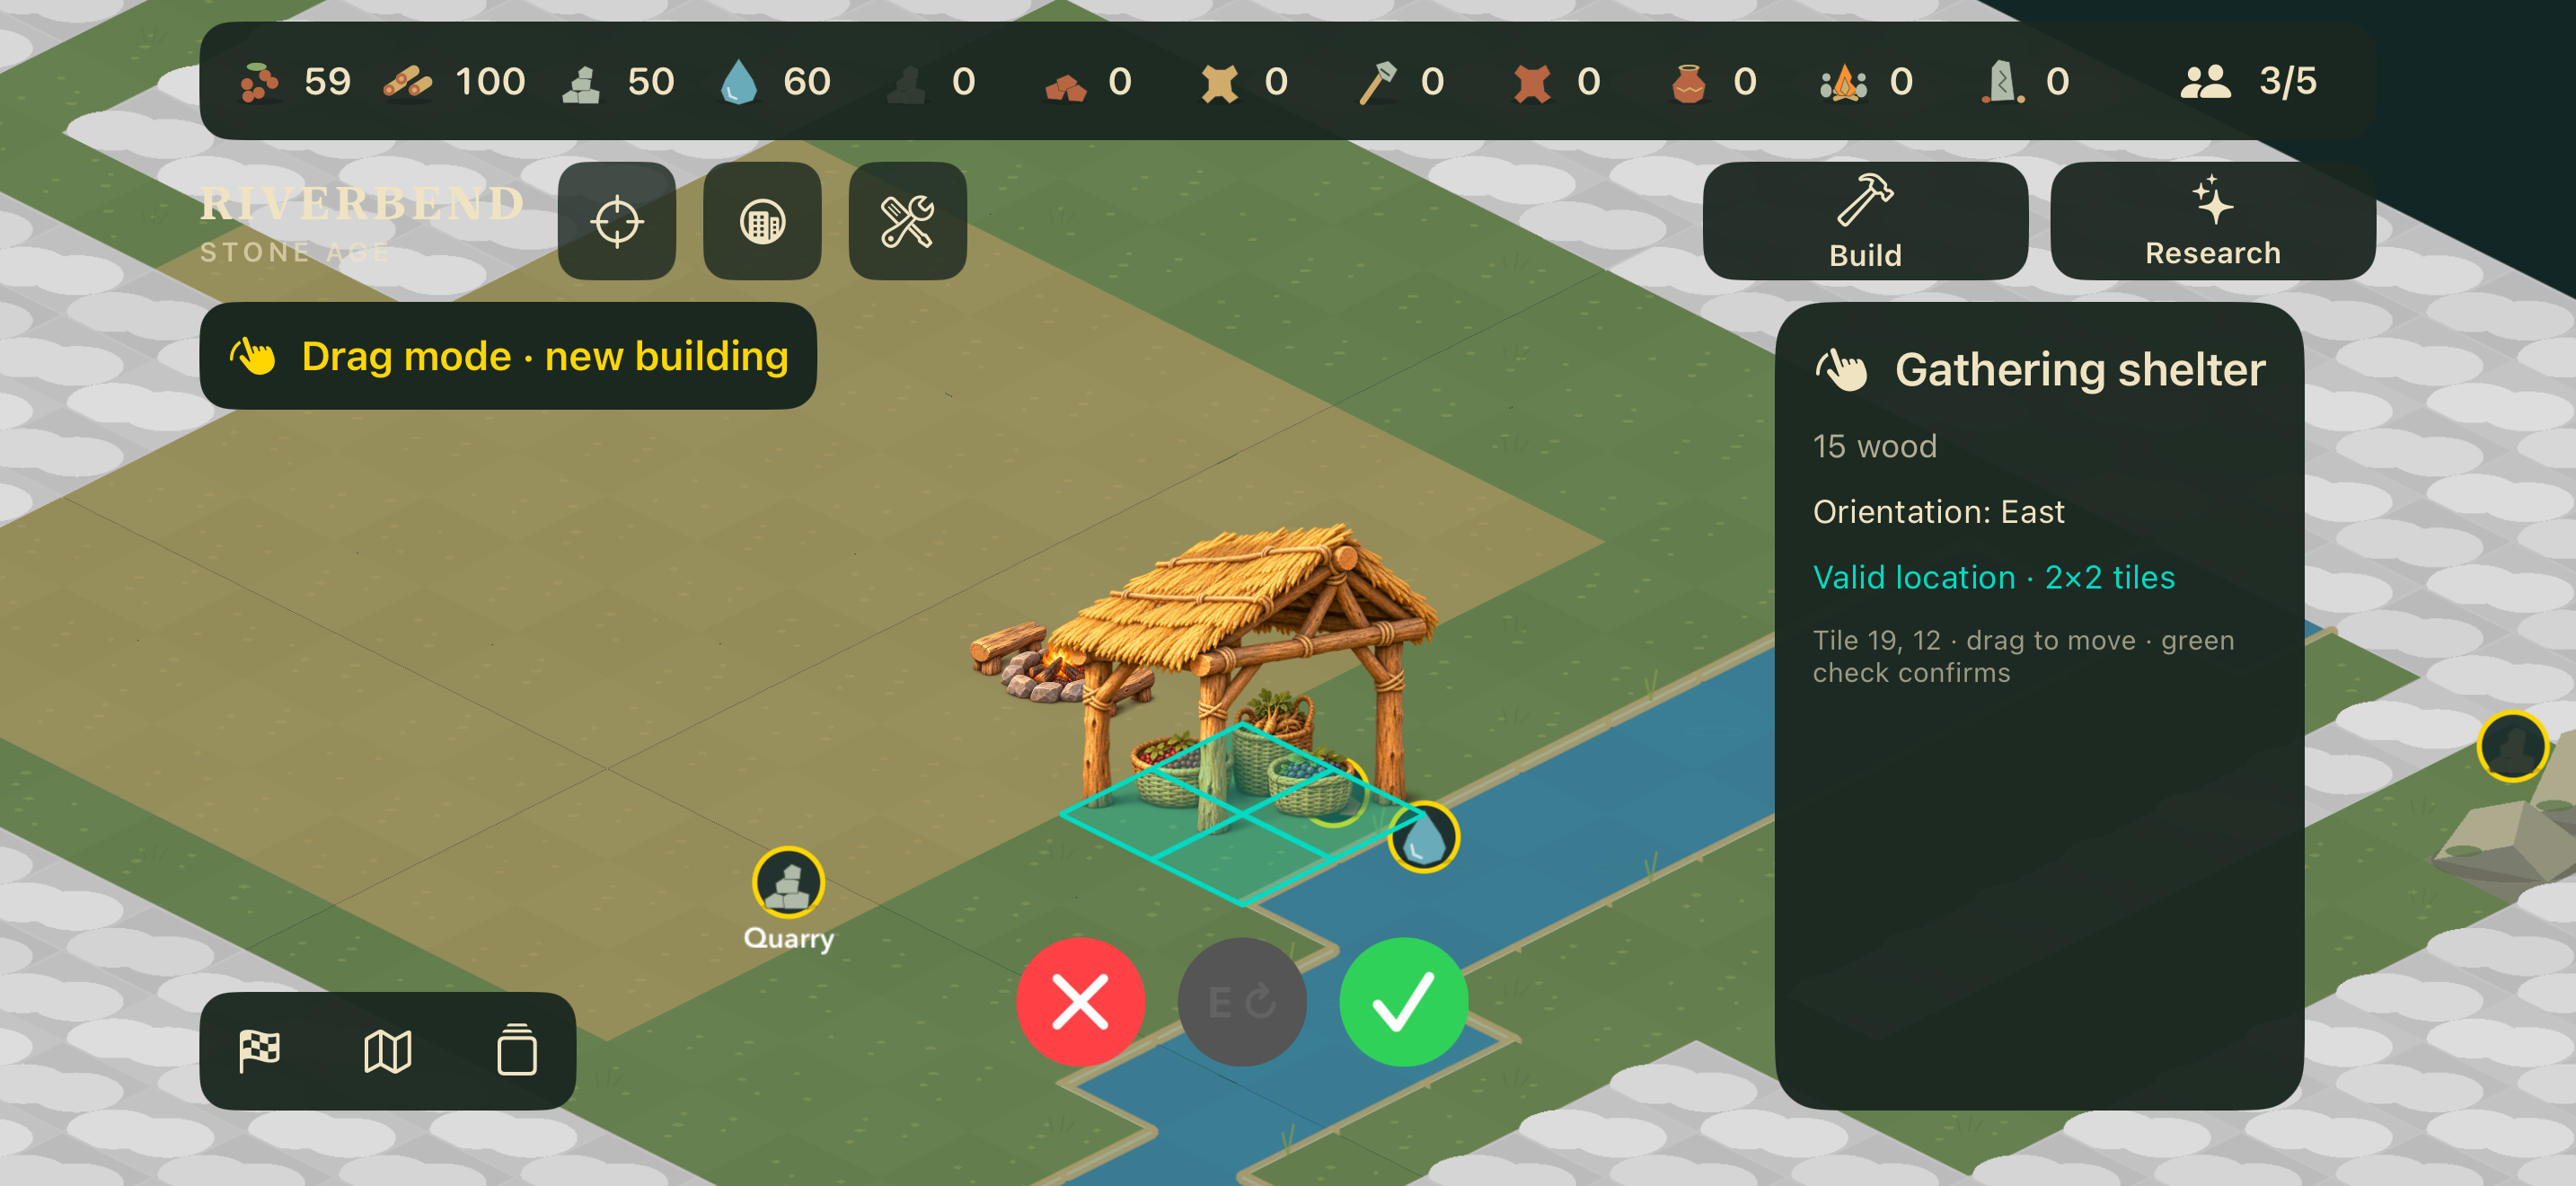 59 100 50 60 0 0 0 0 0 0 0 0 3/5
RIVERBEND
STONE AGE
Build
Research
Drag mode · new building
Gathering shelter
15 wood
Orientation: East
Valid location · 2×2 tiles
Tile 19, 12 · drag to move · green
check confirms
Quarry
E